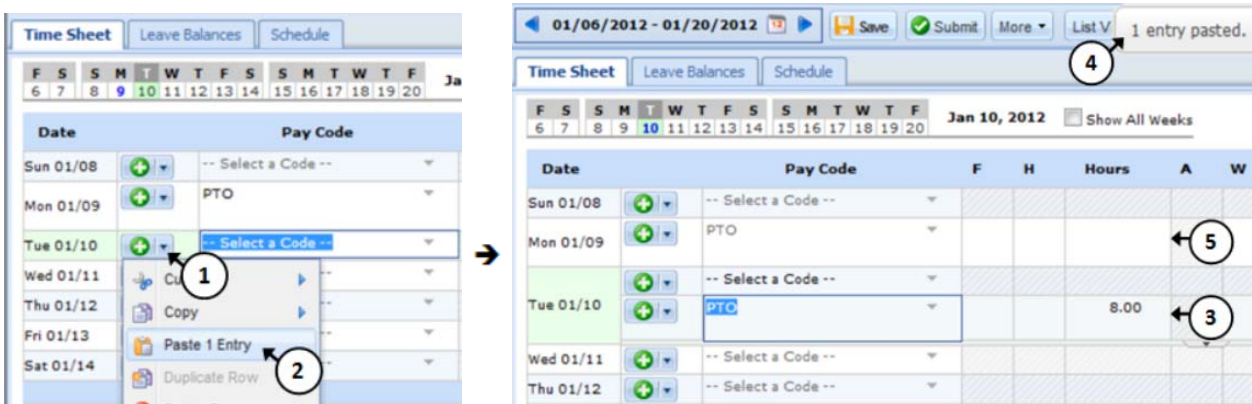 Time Sheet Leave Balances Schedule
F S S M T W T F S S M T W T F
6 7 8 9 10 11 12 13 14 15 16 17 18 19 20 Ja
Date Pay Code
Sun 01/08 -- Select a Code --
Mon 01/09 PTO
Tue 01/10 -- Select a Code --
1
Wed 01/11 Cu --
Thu 01/12 Copy --
Fri 01/13 Paste 1 Entry --
2
Sat 01/14 Duplicate Row --
01/06/2012 - 01/20/2012 Save Submit More List V 1 entry pasted.
4
Time Sheet Leave Balances Schedule
F S S M T W T F S S M T W T F
6 7 8 9 10 11 12 13 14 15 16 17 18 19 20 Jan 10, 2012 Show All Weeks
Date Pay Code F H Hours A W
Sun 01/08 -- Select a Code --
Mon 01/09 PTO
5
-- Select a Code --
Tue 01/10 PTO 8.00
3
Wed 01/11 -- Select a Code --
Thu 01/12 -- Select a Code --